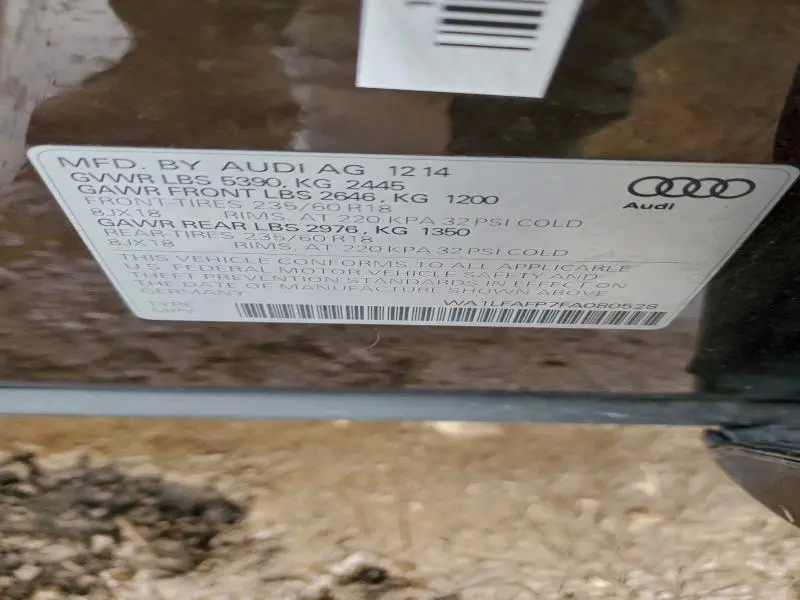 MFD. BY AUDI AG 12 14
GVWR LBS 5390, KG 2445
GAWR FRONT LBS 2646, KG 1200
FRONT-TIRES 235/60 R18
8JX18 RIMS. AT 220 KPA 32 PSI COLD
GAWR REAR LBS 2976, KG 1350
REAR-TIRES 235/60 R18
8JX18 RIMS. AT 220 KPA 32 PSI COLD
THIS VEHICLE CONFORMS TO ALL APPLICABLE
U.S. FEDERAL MOTOR VEHICLE SAFETY AND
THEFT PREVENTION STANDARDS IN EFFECT ON
THE DATE OF MANUFACTURE SHOWN ABOVE
GERMANY WA1LFAFP7FA080528
TYPE
MPV
Audi